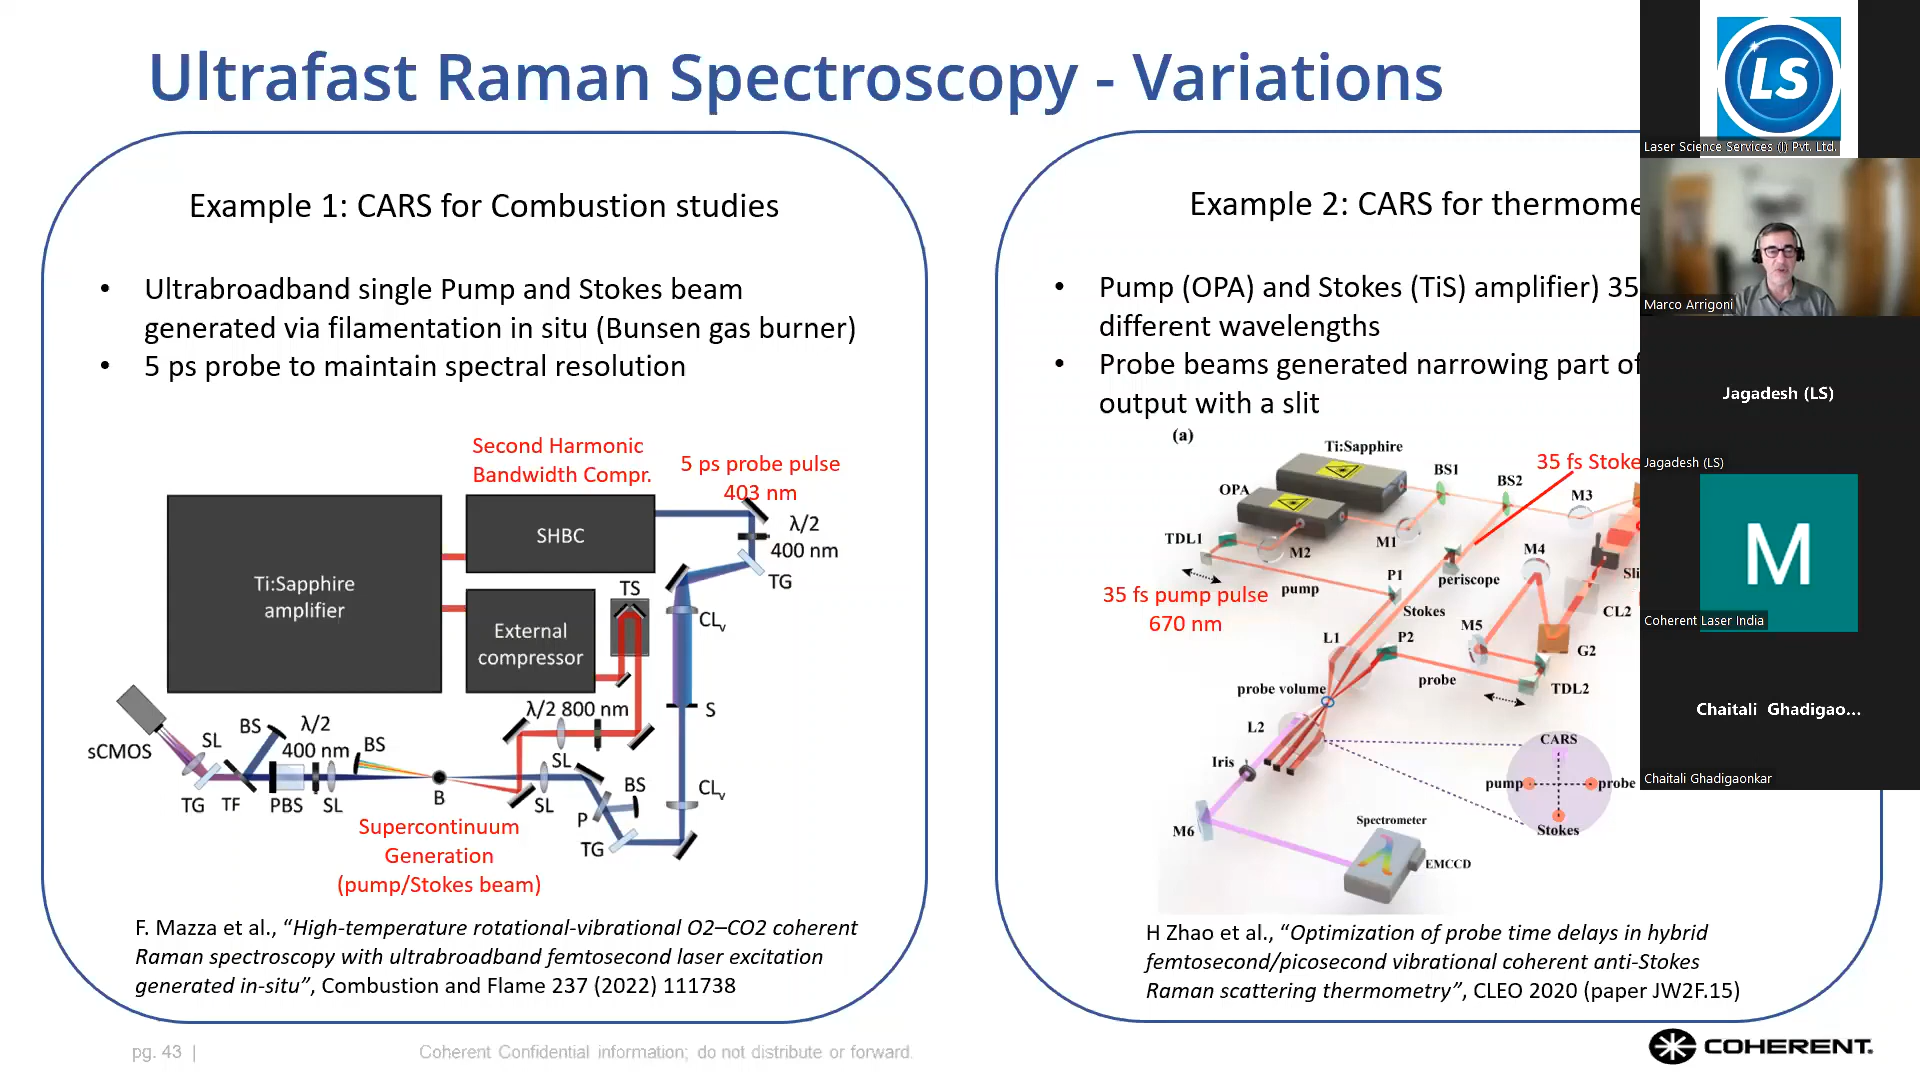 Ultrafast Raman Spectroscopy - Variations
Example 1: CARS for Combustion studies
• Ultrabroadband single Pump and Stokes beam
generated via filamentation in situ (Bunsen gas burner)
• 5 ps probe to maintain spectral resolution
Second Harmonic
Bandwidth Compr.
5 ps probe pulse
403 nm
Ti:Sapphire
amplifier
SHBC
λ/2
400 nm
TG
External
compressor
TS
CLv
λ/2 800 nm
S
sCMOS
SL
BS
λ/2
400 nm
BS
SL
BS
CLv
TG
TF
PBS
SL
B
SL
P
TG
Supercontinuum
Generation
(pump/Stokes beam)
F. Mazza et al., “High-temperature rotational-vibrational O2–CO2 coherent
Raman spectroscopy with ultrabroadband femtosecond laser excitation
generated in-situ”, Combustion and Flame 237 (2022) 111738
Example 2: CARS for thermome
• Pump (OPA) and Stokes (TiS) amplifier) 35
different wavelengths
• Probe beams generated narrowing part of
output with a slit
(a)
Ti:Sapphire
35 fs Stoke
OPA
BS1
BS2
M3
TDL1
M2
M1
M4
periscope
Sli
35 fs pump pulse
670 nm
pump
P1
Stokes
CL2
L1
P2
M5
G2
probe volume
probe
TDL2
L2
Iris
CARS
pump
probe
Stokes
M6
Spectrometer
EMCCD
H Zhao et al., “Optimization of probe time delays in hybrid
femtosecond/picosecond vibrational coherent anti-Stokes
Raman scattering thermometry”, CLEO 2020 (paper JW2F.15)
pg. 43 |
Coherent Confidential information; do not distribute or forward.
COHERENT.
LS
Laser Science Services (I) Pvt. Ltd.
Marco Arrigoni
Jagadesh (LS)
Jagadesh (LS)
M
Coherent Laser India
Chaitali Ghadigao...
Chaitali Ghadigaonkar